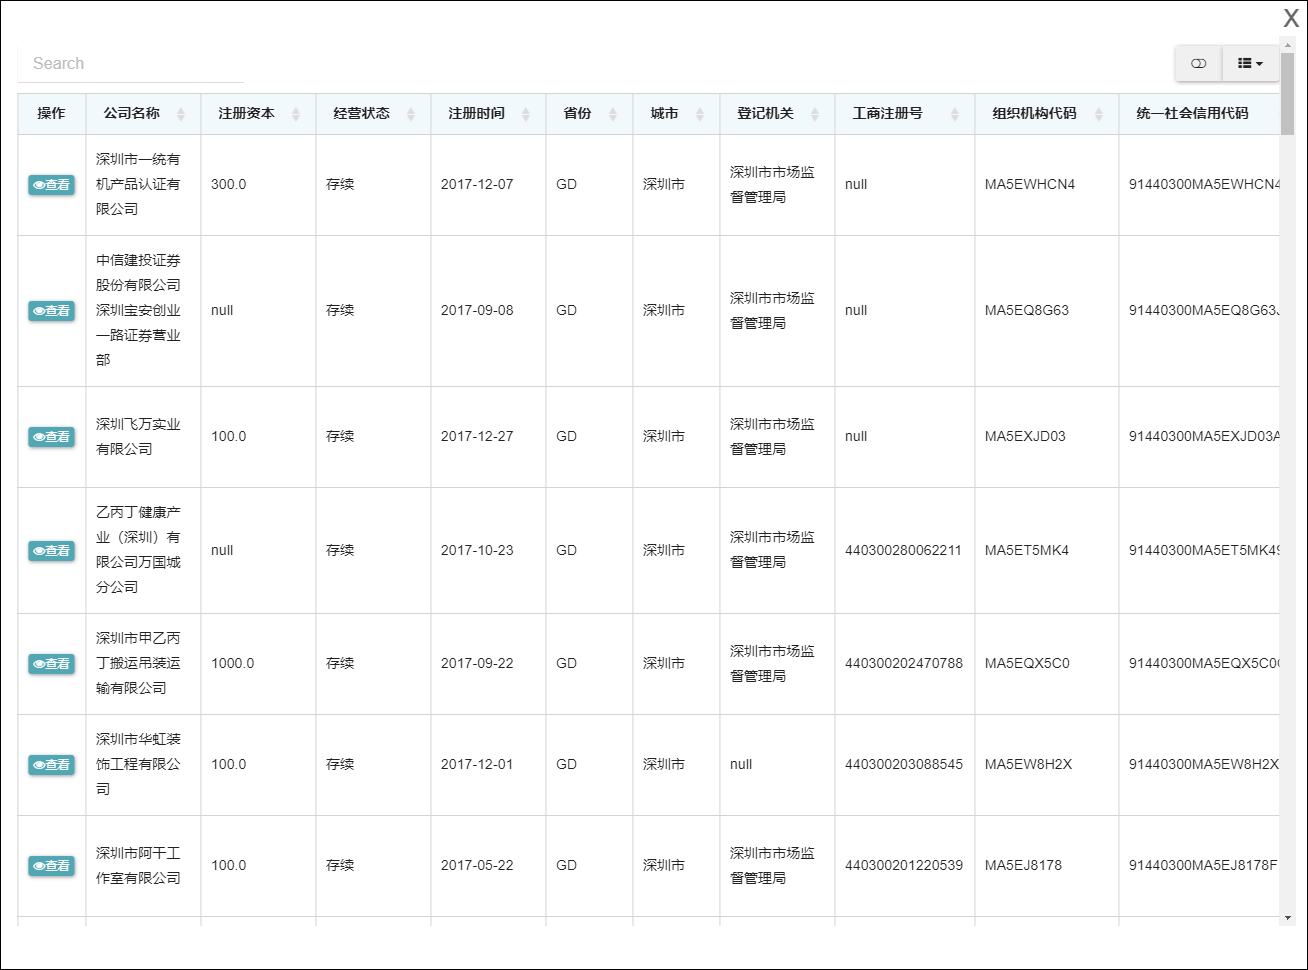 X
Search
操作 公司名称 注册资本 经营状态 注册时间 省份 城市 登记机关 工商注册号 组织机构代码 统一社会信用代码
深圳市一统有
机产品认证有
限公司
查看 300.0 存续 2017-12-07 GD 深圳市
深圳市市场监
督管理局
null MA5EWHCN4 91440300MA5EWHCN4
中信建投证券
股份有限公司
深圳宝安创业
一路证券营业
部
查看 null 存续 2017-09-08 GD 深圳市
深圳市市场监
督管理局
null MA5EQ8G63 91440300MA5EQ8G63J
深圳飞万实业
有限公司
查看 100.0 存续 2017-12-27 GD 深圳市
深圳市市场监
督管理局
null MA5EXJD03 91440300MA5EXJD03A
乙丙丁健康产
业（深圳）有
限公司万国城
分公司
查看 null 存续 2017-10-23 GD 深圳市
深圳市市场监
督管理局
440300280062211 MA5ET5MK4 91440300MA5ET5MK49
深圳市甲乙丙
丁搬运吊装运
输有限公司
查看 1000.0 存续 2017-09-22 GD 深圳市
深圳市市场监
督管理局
440300202470788 MA5EQX5C0 91440300MA5EQX5C0
深圳市华虹装
饰工程有限公
司
查看 100.0 存续 2017-12-01 GD 深圳市 null 440300203088545 MA5EW8H2X 91440300MA5EW8H2X
深圳市阿干工
作室有限公司
查看 100.0 存续 2017-05-22 GD 深圳市
深圳市市场监
督管理局
440300201220539 MA5EJ8178 91440300MA5EJ8178F